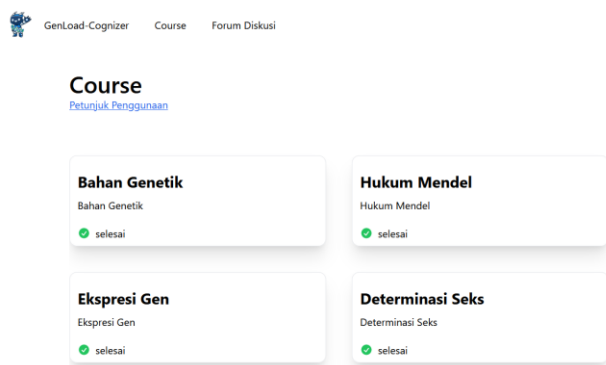 GenLoad-Cognizer Course Forum Diskusi
Course
Petunjuk Penggunaan
Bahan Genetik
Bahan Genetik
selesai
Hukum Mendel
Hukum Mendel
selesai
Ekspresi Gen
Ekspresi Gen
selesai
Determinasi Seks
Determinasi Seks
selesai